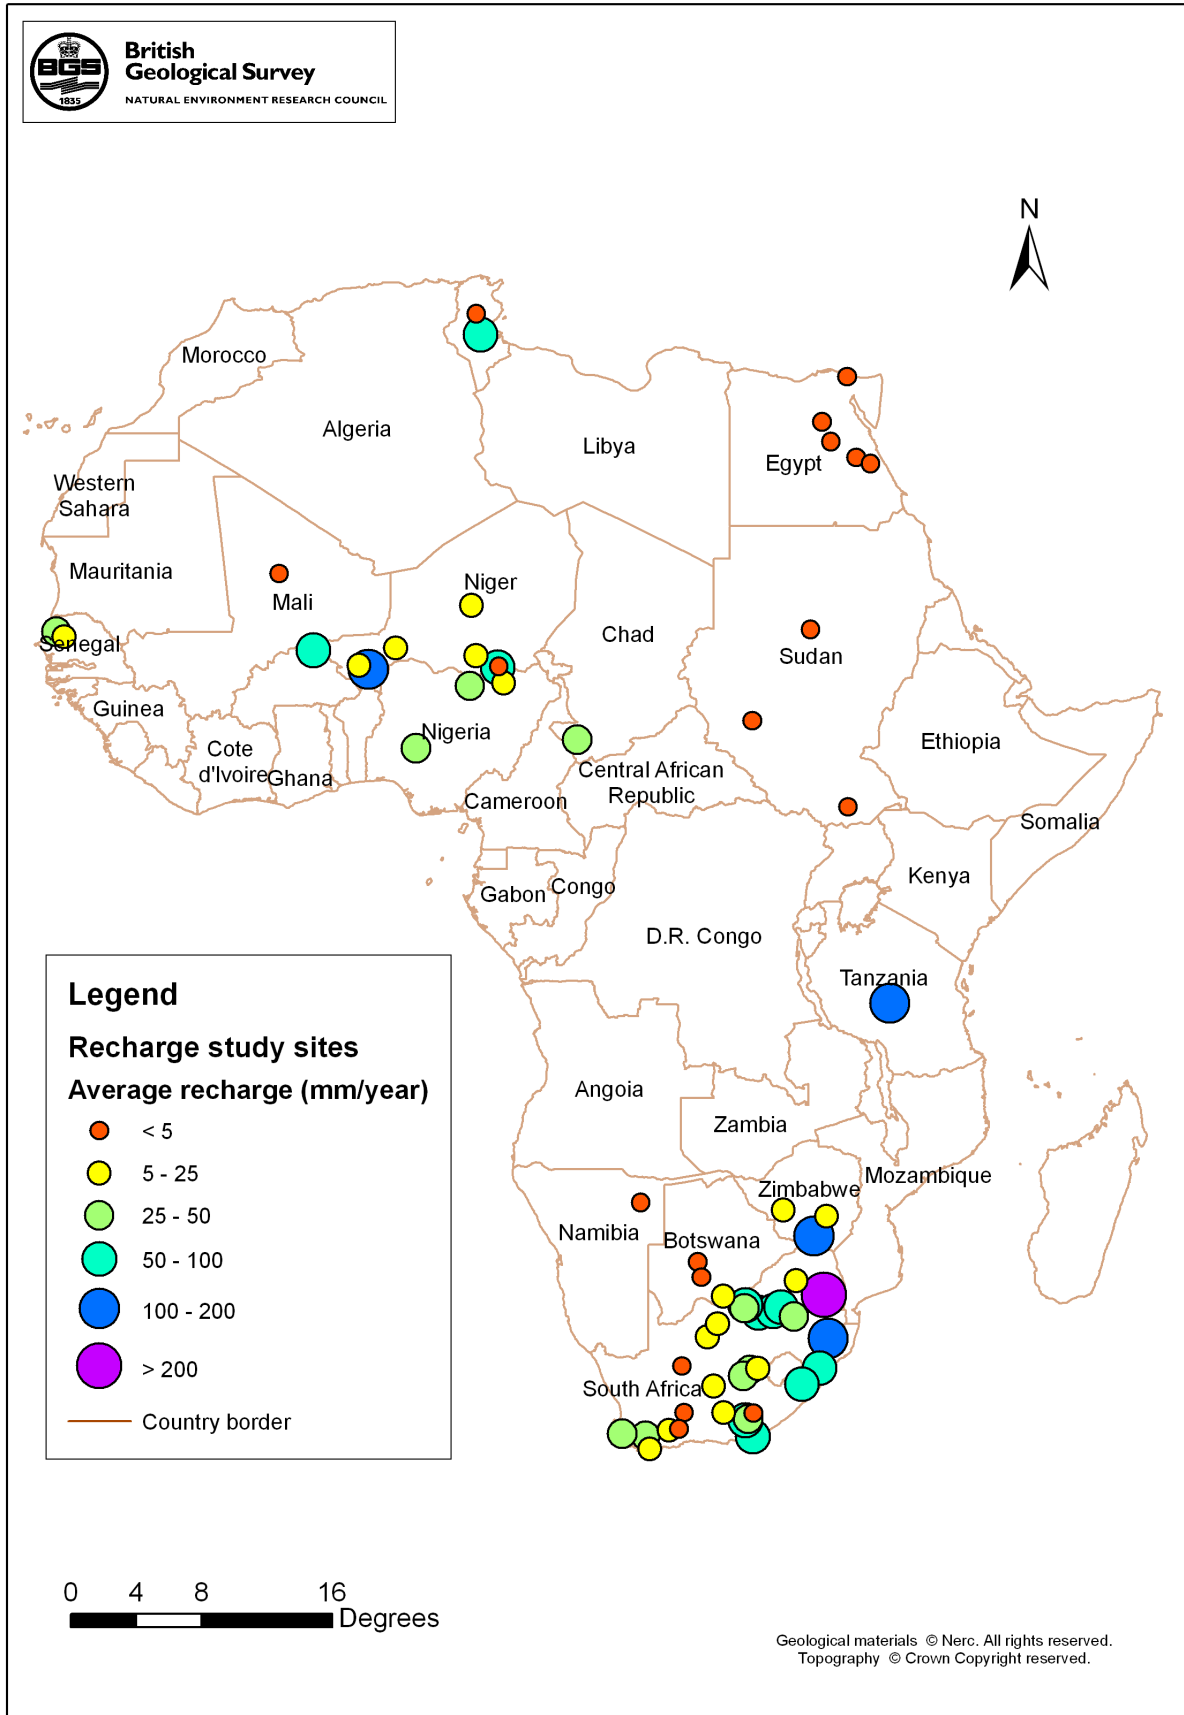 British
Geological Survey
NATURAL ENVIRONMENT RESEARCH COUNCIL
BGS
1835
N
Morocco
Algeria
Libya
Egypt
Western
Sahara
Mauritania
Mali
Niger
Chad
Sudan
Senegal
Guinea
Cote
d'Ivoire
Ghana
Nigeria
Cameroon
Central African
Republic
Ethiopia
Somalia
Kenya
Gabon
Congo
D.R. Congo
Tanzania
Angoia
Zambia
Mozambique
Zimbabwe
Namibia
Botswana
South Africa
Legend
Recharge study sites
Average recharge (mm/year)
< 5
5 - 25
25 - 50
50 - 100
100 - 200
> 200
Country border
0 4 8 16
Degrees
Geological materials © Nerc. All rights reserved.
Topography © Crown Copyright reserved.